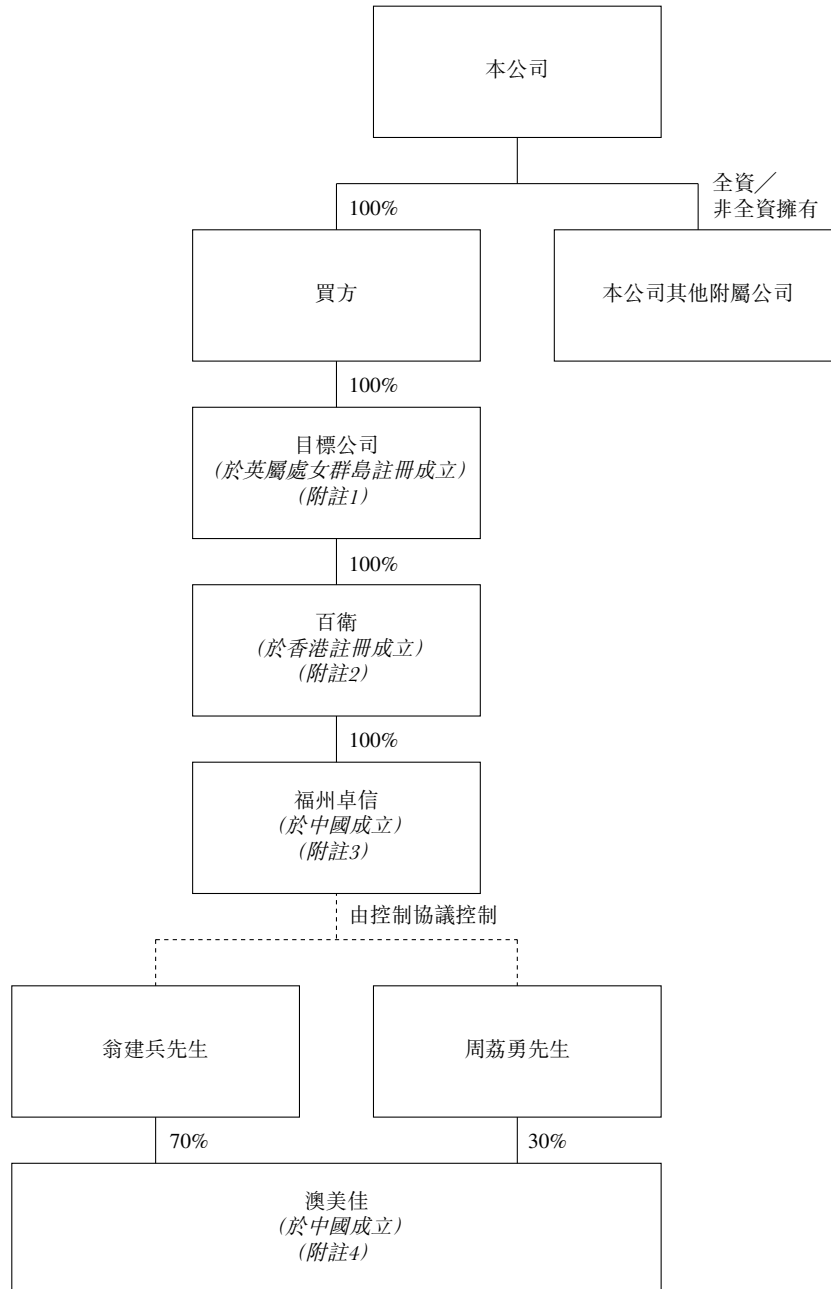 本公司
全資／
非全資擁有
100%
買方
本公司其他附屬公司
100%
目標公司
(於英屬處女群島註冊成立)
(附註1)
100%
百衛
(於香港註冊成立)
(附註2)
100%
福州卓信
(於中國成立)
(附註3)
由控制協議控制
翁建兵先生
周荔勇先生
70%
30%
澳美佳
(於中國成立)
(附註4)